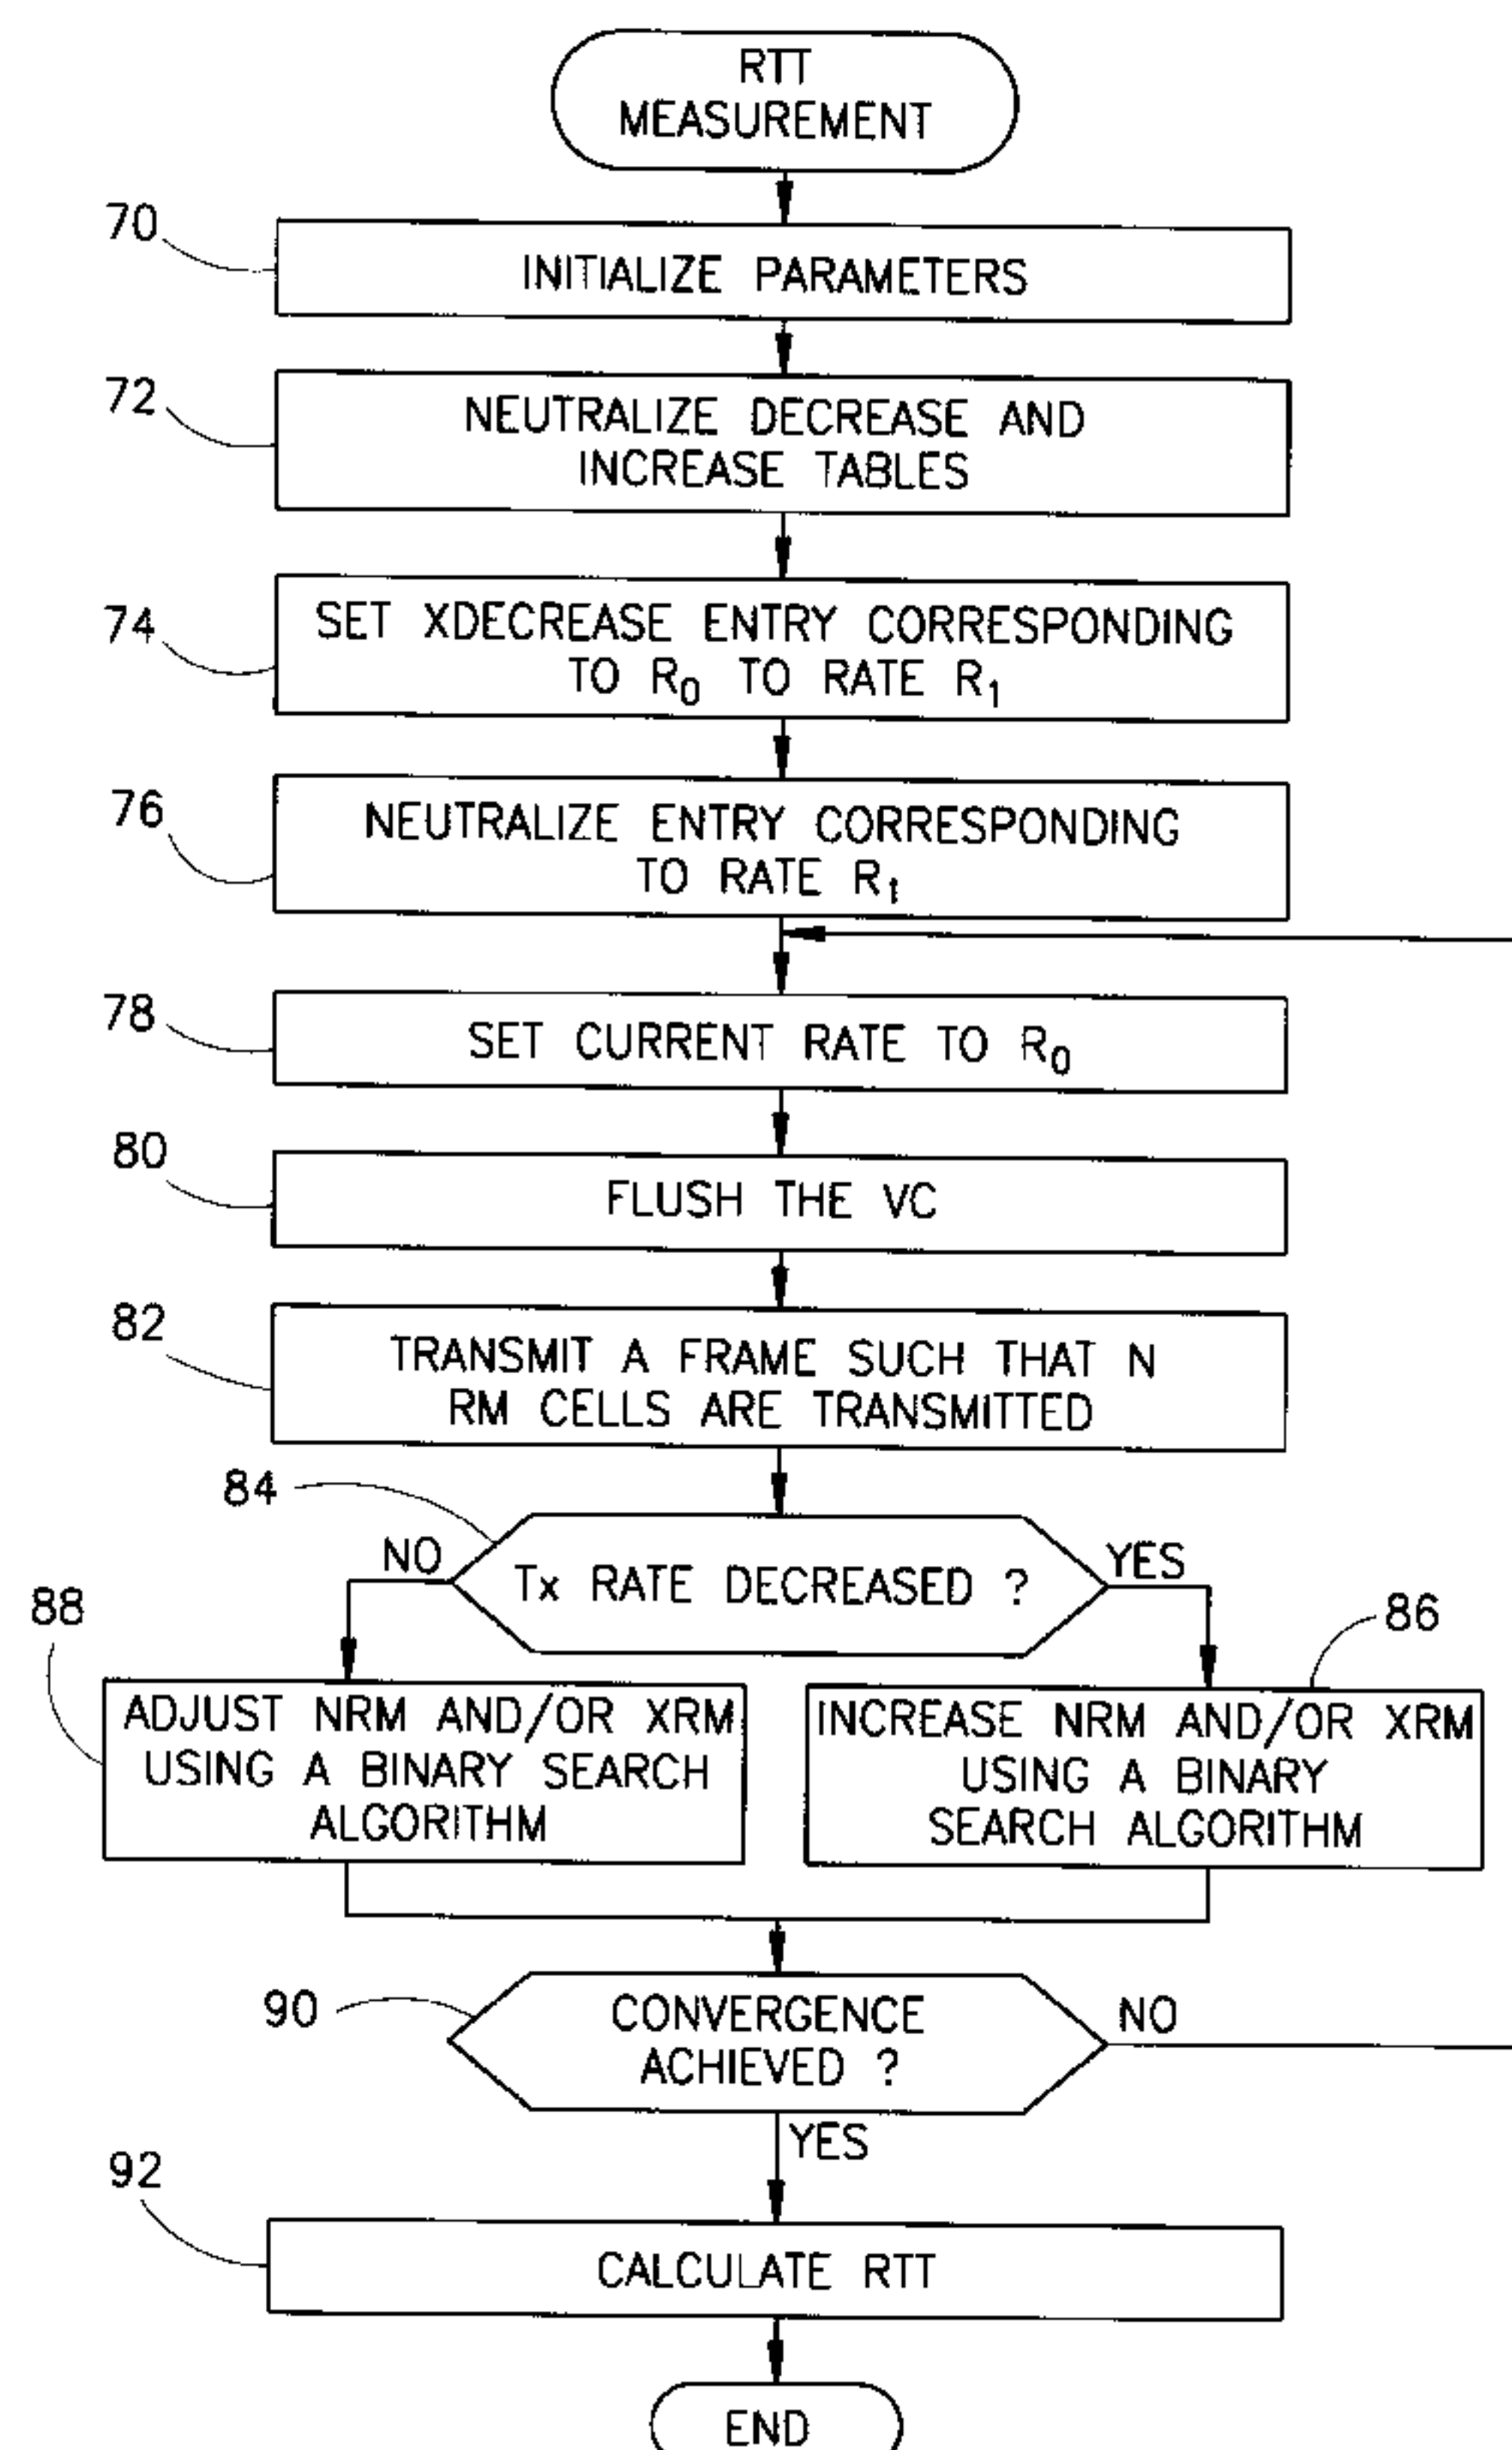 RTT
MEASUREMENT
70
INITIALIZE PARAMETERS
72
NEUTRALIZE DECREASE AND
INCREASE TABLES
74
SET XDECREASE ENTRY CORRESPONDING
TO R0 TO RATE R1
76
NEUTRALIZE ENTRY CORRESPONDING
TO RATE R1
78
SET CURRENT RATE TO R0
80
FLUSH THE VC
82
TRANSMIT A FRAME SUCH THAT N
RM CELLS ARE TRANSMITTED
84
NO
Tx RATE DECREASED ?
YES
88
ADJUST NRM AND/OR XRM
USING A BINARY SEARCH
ALGORITHM
86
INCREASE NRM AND/OR XRM
USING A BINARY
SEARCH ALGORITHM
90
CONVERGENCE
ACHIEVED ?
NO
YES
92
CALCULATE RTT
END